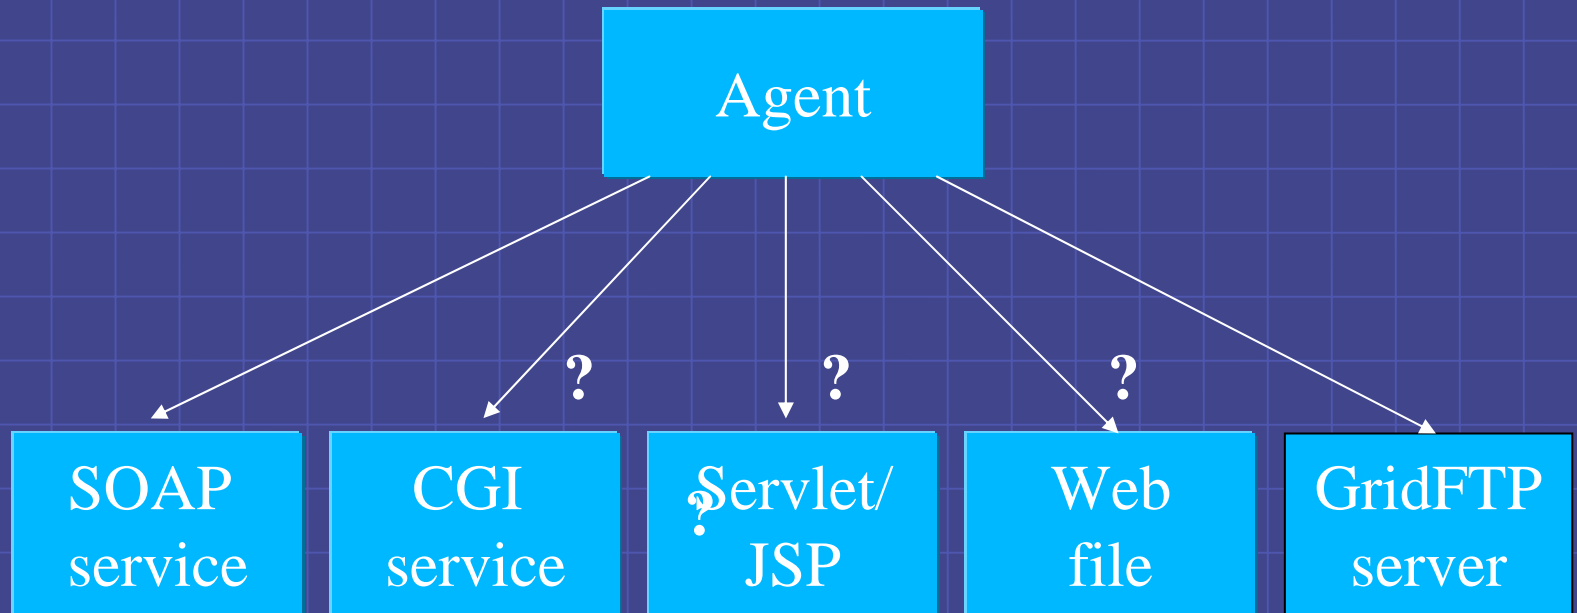 Agent
? ? ?
SOAP service
CGI service
Servlet/
?
JSP
Web file
GridFTP server